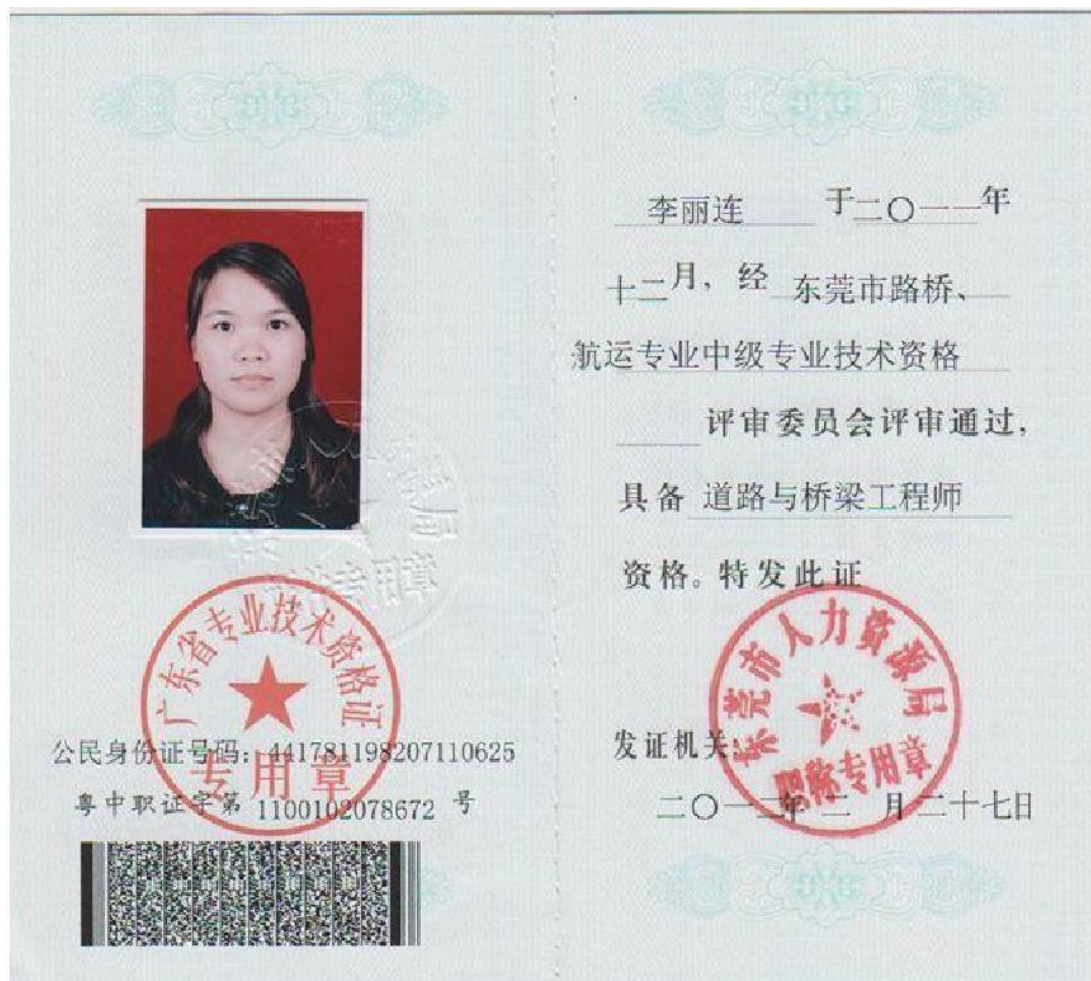 广东省专业技术资格证
专用章
公民身份证号码：441781198207110625
粤中职证字第 1100102078672 号
李丽连 于二〇一一年
十二月，经 东莞市路桥、
航运专业中级专业技术资格
评审委员会评审通过，
具备 道路与桥梁工程师
资格。特发此证
东莞市人力资源局
职称专用章
发证机关：
二〇一二年 二 月二十七日